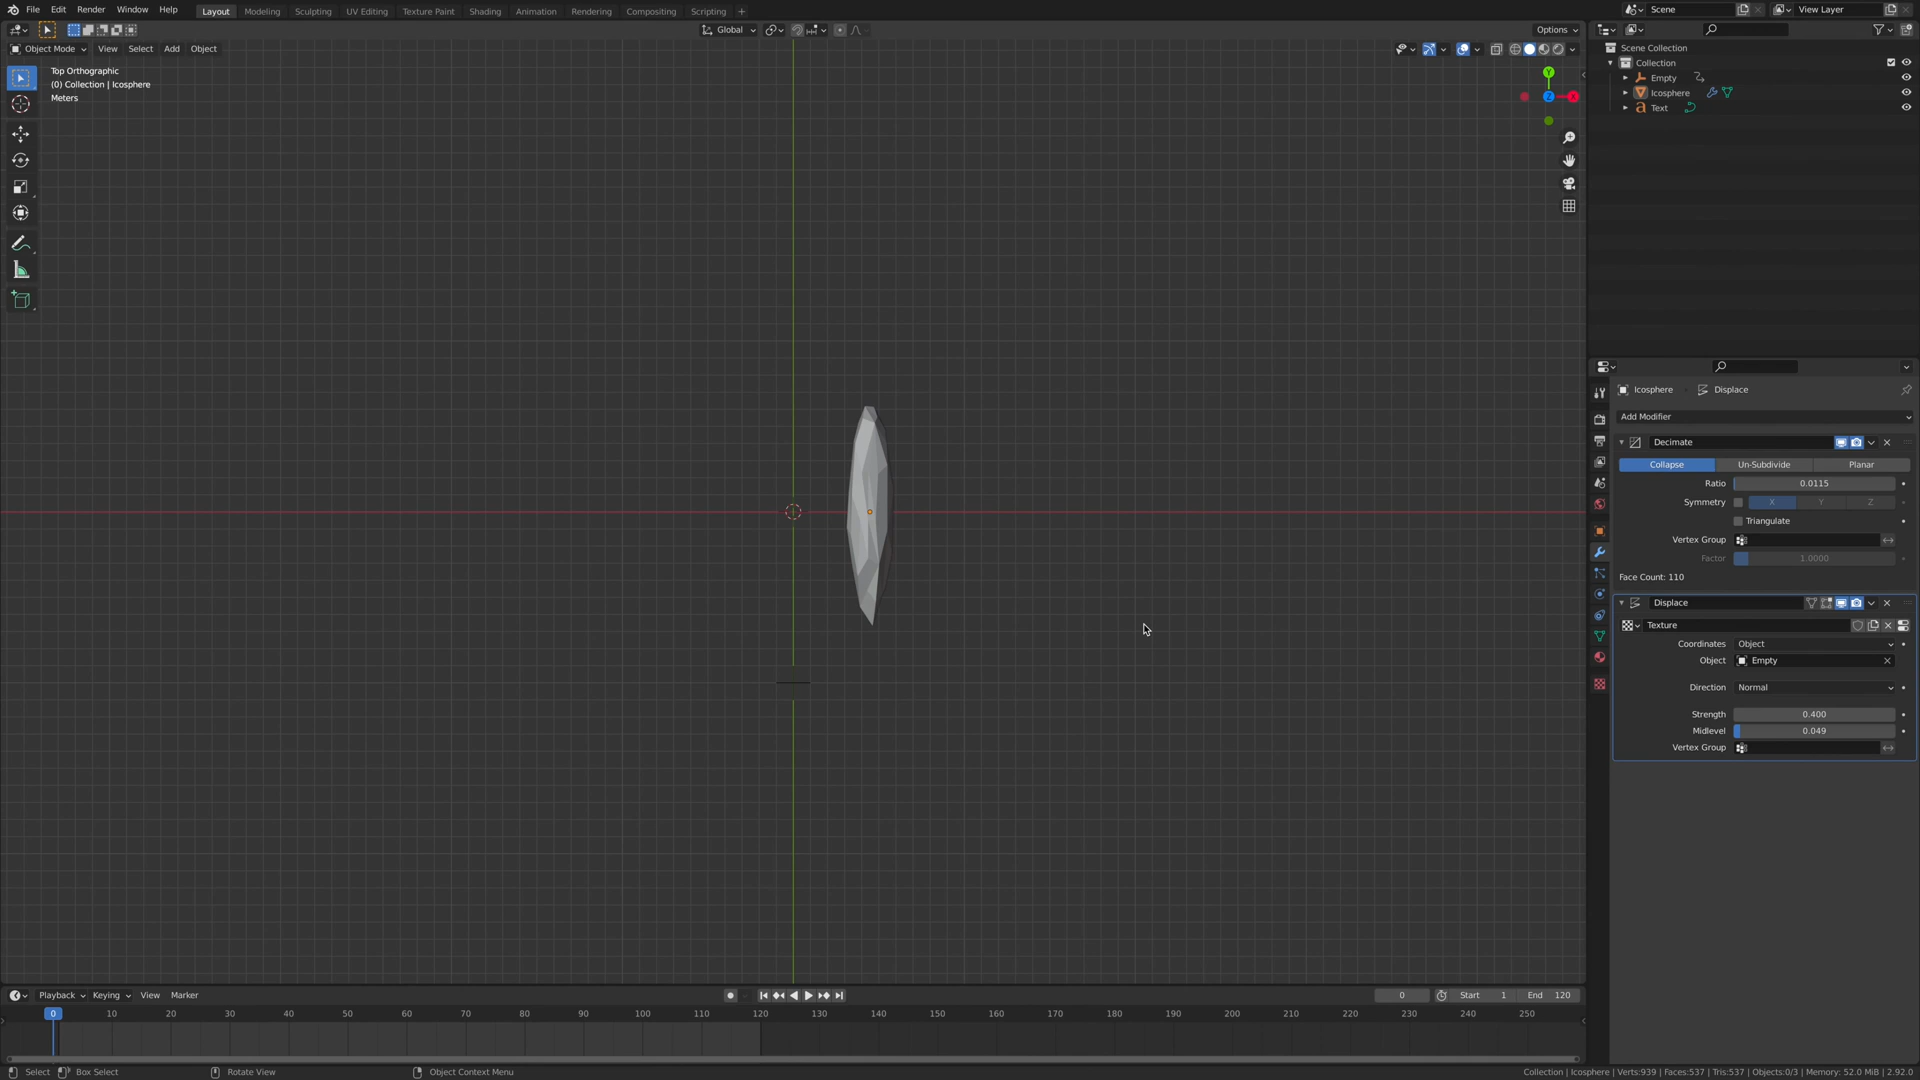 File Edit Render Window Help Layout Modeling Sculpting UV Editing Texture Paint Shading Animation Rendering Compositing Scripting + Scene View Layer
Global Options
Object Mode View Select Add Object
Top Orthographic
(0) Collection | Icosphere
Meters
Y
Z X
Scene Collection
Collection
Empty
Icosphere
Text
Icosphere Displace
Add Modifier
Decimate
Collapse Un-Subdivide Planar
Ratio 0.0115
Symmetry X Y Z
Triangulate
Vertex Group
Factor 1.0000
Face Count: 110
Displace
Texture
Coordinates Object
Object Empty
Direction Normal
Strength 0.400
Midlevel 0.049
Vertex Group
Playback Keying View Marker 0 Start 1 End 120
0 10 20 30 40 50 60 70 80 90 100 110 120 130 140 150 160 170 180 190 200 210 220 230 240 250
Select Box Select Rotate View Object Context Menu Collection | Icosphere | Verts:939 | Faces:537 | Tris:537 | Objects:0/3 | Memory: 52.0 MiB | 2.92.0